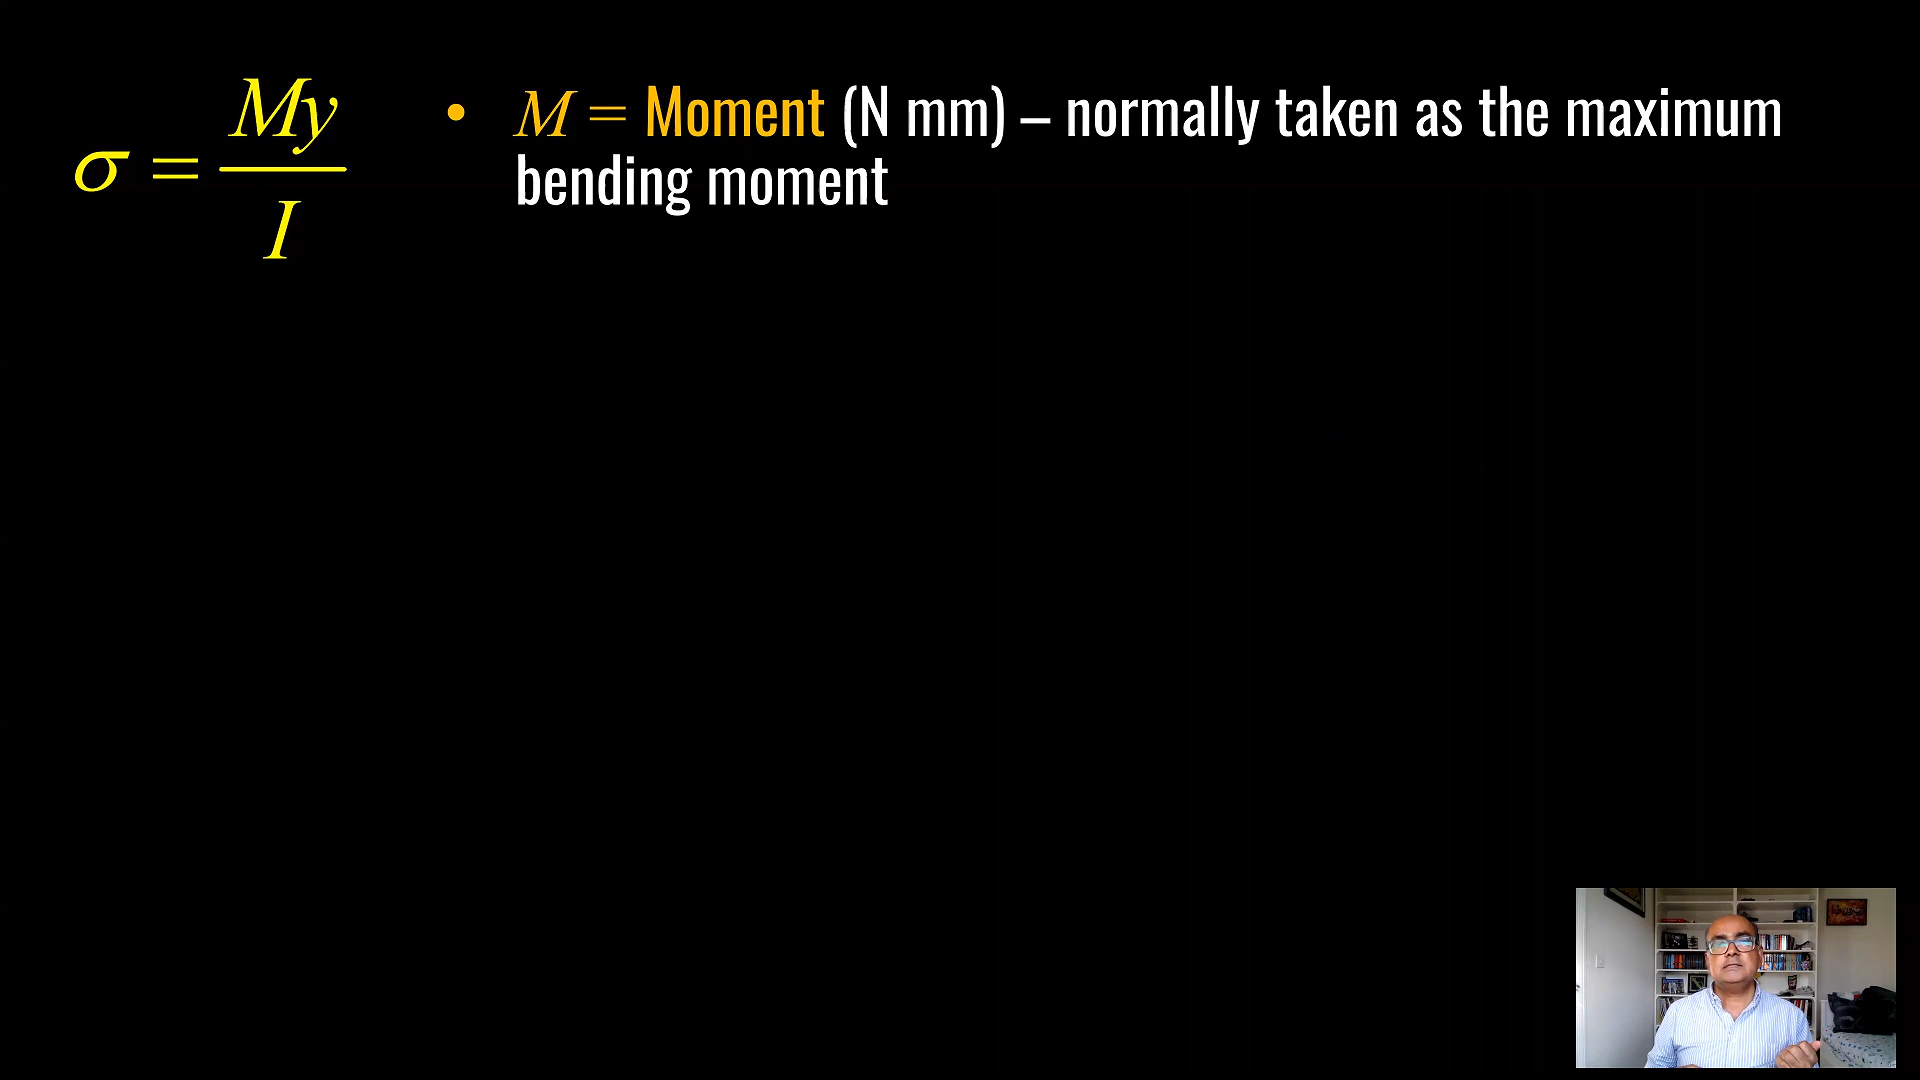 σ = My / I
• M = Moment (N mm) – normally taken as the maximum
bending moment